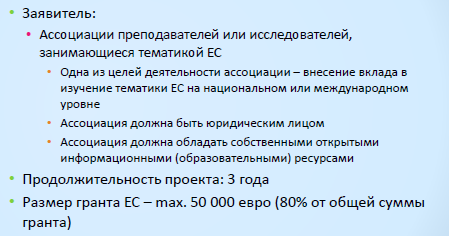 Заявитель:
Ассоциации преподавателей или исследователей,
занимающиеся тематикой ЕС
Одна из целей деятельности ассоциации – внесение вклада в
изучение тематики ЕС на национальном или международном
уровне
Ассоциация должна быть юридическим лицом
Ассоциация должна обладать собственными открытыми
информационными (образовательными) ресурсами
Продолжительность проекта: 3 года
Размер гранта ЕС – max. 50 000 евро (80% от общей суммы
гранта)